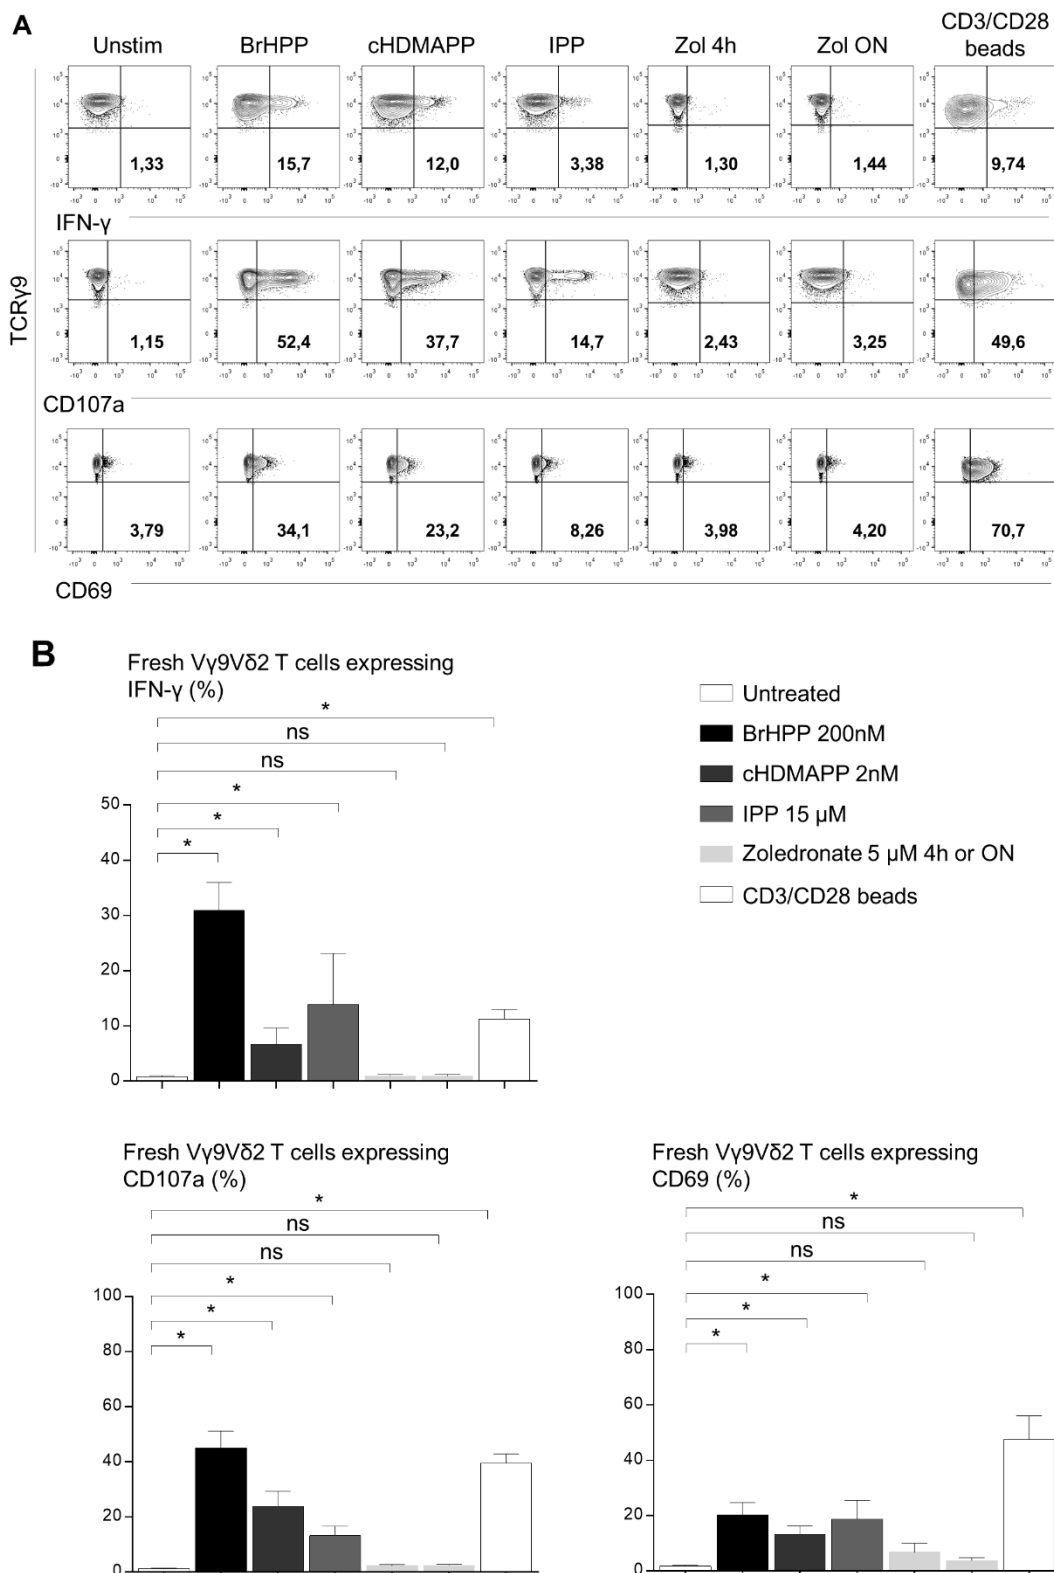 A
Unstim BrHPP cHDMAPP IPP Zol 4h Zol ON CD3/CD28 beads
1,33 15,7 12,0 3,38 1,30 1,44 9,74
IFN-γ
1,15 52,4 37,7 14,7 2,43 3,25 49,6
CD107a
3,79 34,1 23,2 8,26 3,98 4,20 70,7
CD69
TCRγ9
B
Fresh Vγ9Vδ2 T cells expressing
IFN-γ (%)
*
ns
ns
*
*
*
50
40
30
20
10
0
Untreated
BrHPP 200nM
cHDMAPP 2nM
IPP 15 µM
Zoledronate 5 µM 4h or ON
CD3/CD28 beads
Fresh Vγ9Vδ2 T cells expressing
CD107a (%)
*
ns
ns
*
*
*
100
80
60
40
20
0
Fresh Vγ9Vδ2 T cells expressing
CD69 (%)
*
ns
ns
*
*
*
100
80
60
40
20
0